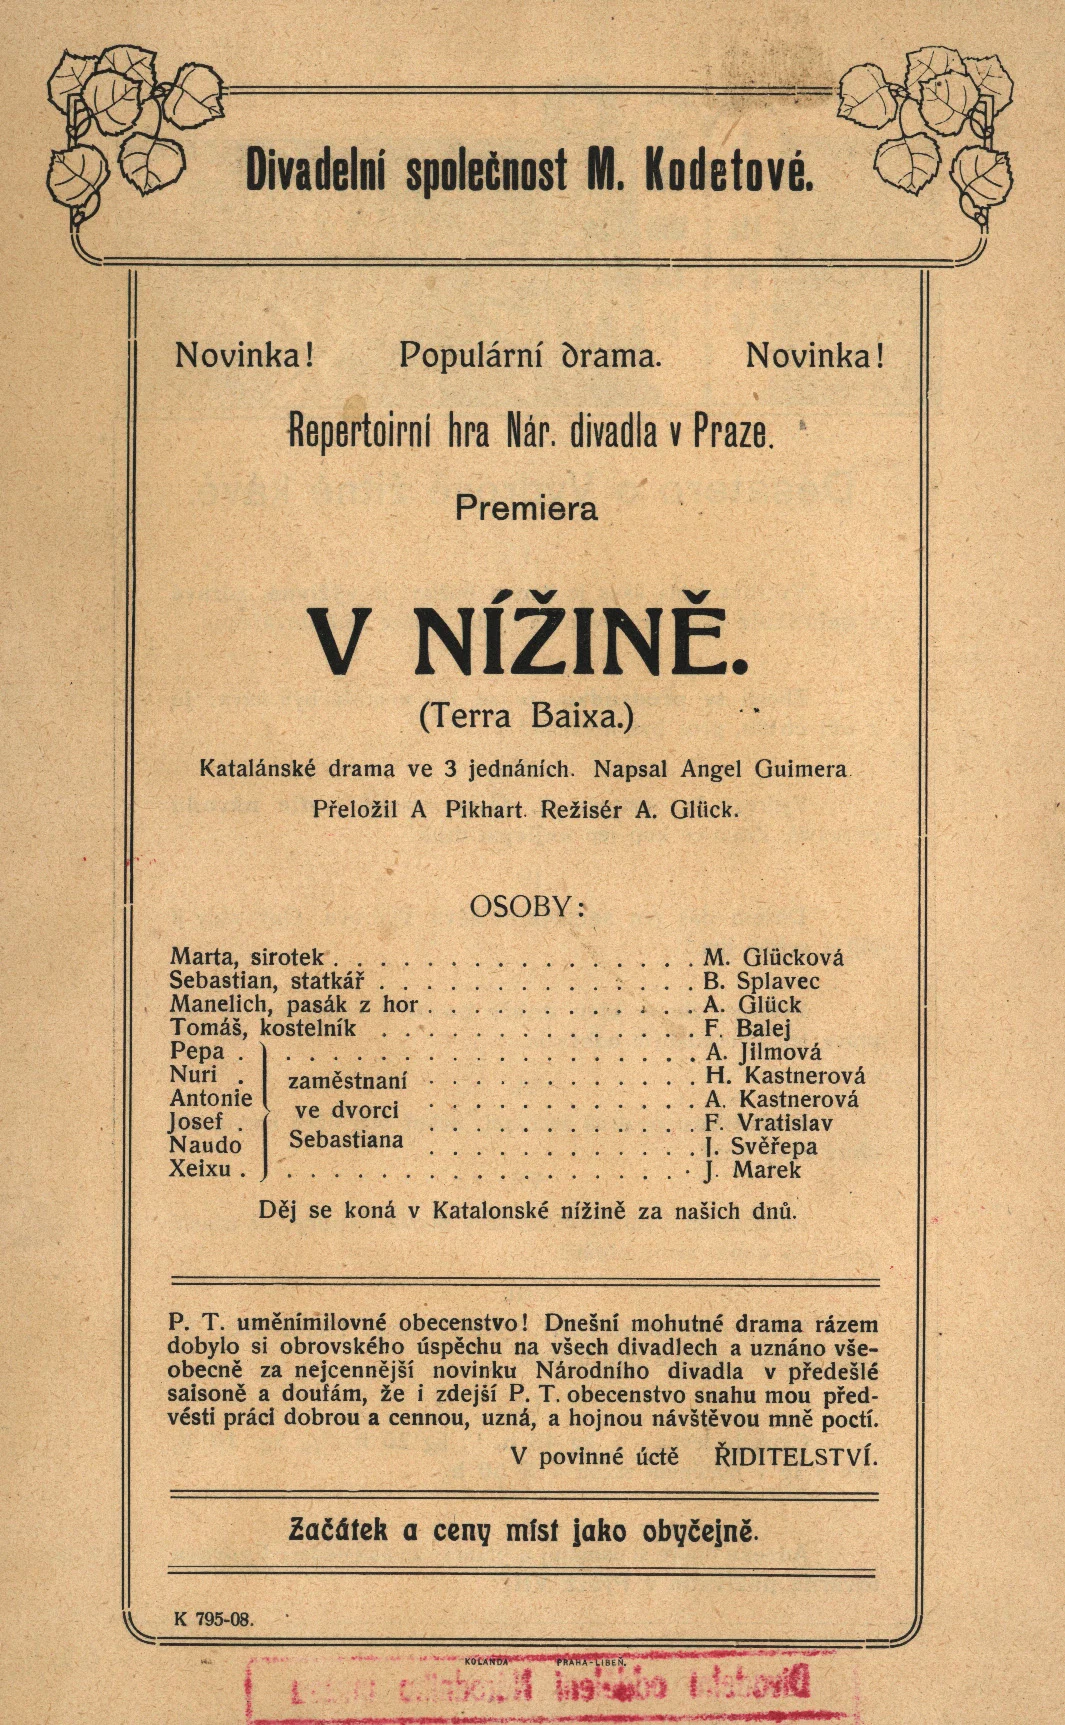 Divadelní společnost M. Kodetové.
Novinka! Populární drama. Novinka!
Repertoirní hra Nár. divadla v Praze.
Premiera
V NÍŽINĚ.
(Terra Baixa.)
Katalánské drama ve 3 jednáních. Napsal Angel Guimera.
Přeložil A Pikhart. Režisér A. Glück.
OSOBY:
Marta, sirotek . . . . . . . . . . . . . . . . M. Glücková
Sebastian, statkář . . . . . . . . . . . . . . B. Splavec
Manelich, pasák z hor . . . . . . . . . . . . A. Glück
Tomáš, kostelník . . . . . . . . . . . . . . F. Balej
Pepa . . . . . . . . . . . . . . . . . . . A. Jilmová
Nuri . zaměstnaní . . . . . . . . . . . . H. Kastnerová
Antonie ve dvorci . . . . . . . . . . . . A. Kastnerová
Josef . . . . . . . . . . . . . F. Vratislav
Naudo Sebastiana . . . . . . . . . . . . J. Svěřepa
Xeixu . . . . . . . . . . . . . . . . . . . J. Marek
Děj se koná v Katalonské nížině za našich dnů.
P. T. uměnímilovné obecenstvo! Dnešní mohutné drama rázem
dobylo si obrovského úspěchu na všech divadlech a uznáno vše-
obecně za nejcennější novinku Národního divadla v předešlé
saisoně a doufám, že i zdejší P. T. obecenstvo snahu mou před-
vésti práci dobrou a cennou, uzná, a hojnou návštěvou mně poctí.
V povinné úctě ŘIDITELSTVÍ.
Začátek a ceny míst jako obyčejně.
K 795-08.
KOLANDA PRAHA-LIBEŇ.